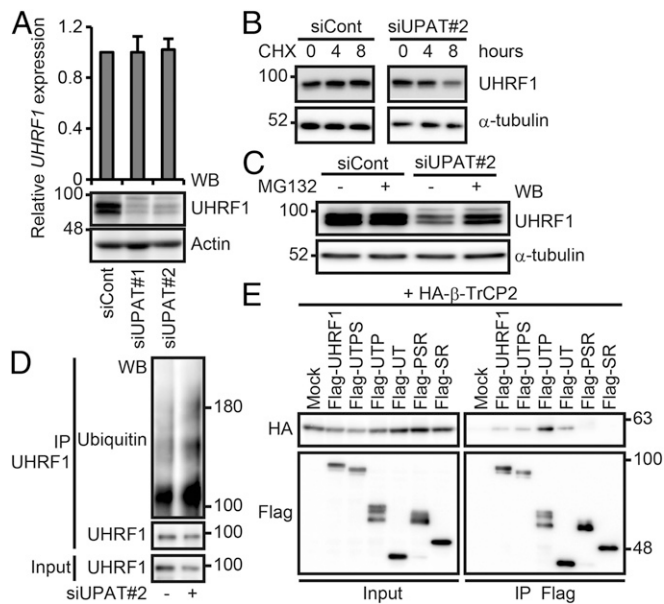 A
Relative UHRF1 expression
1.2
0.8
0.4
0
WB
100
UHRF1
48
Actin
siCont
siUPAT#1
siUPAT#2
B
siCont siUPAT#2
CHX 0 4 8 0 4 8 hours
100 UHRF1
52 α-tubulin
C
siCont siUPAT#2
MG132 - + - + WB
100 UHRF1
52 α-tubulin
D
WB
IP UHRF1
Ubiquitin
180
100
UHRF1 100
Input UHRF1 100
siUPAT#2 - +
E
+ HA-β-TrCP2
Mock
Flag-UHRF1
Flag-UTPS
Flag-UTP
Flag-UT
Flag-PSR
Flag-SR
Mock
Flag-UHRF1
Flag-UTPS
Flag-UTP
Flag-UT
Flag-PSR
Flag-SR
HA 63
100
Flag
48
Input IP Flag